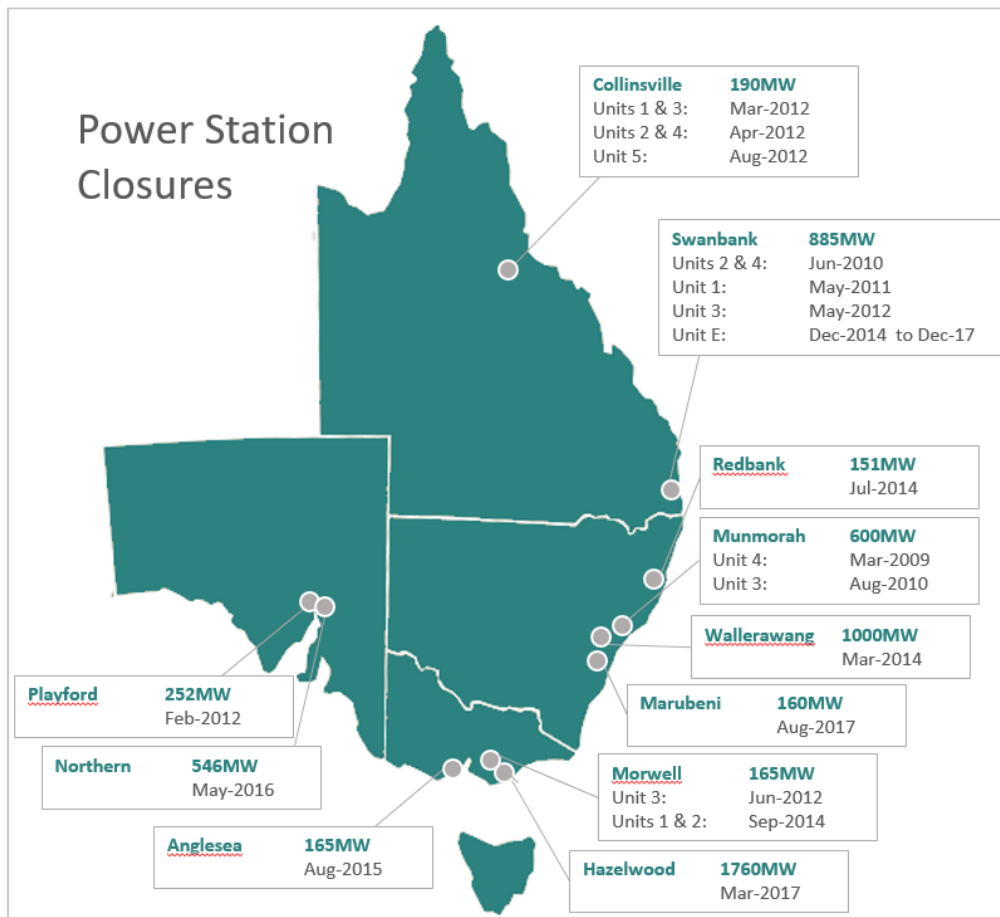 Power Station
Closures
Collinsville 190MW
Units 1 & 3: Mar-2012
Units 2 & 4: Apr-2012
Unit 5: Aug-2012
Swanbank 885MW
Units 2 & 4: Jun-2010
Unit 1: May-2011
Unit 3: May-2012
Unit E: Dec-2014 to Dec-17
Redbank 151MW
Jul-2014
Munmorah 600MW
Unit 4: Mar-2009
Unit 3: Aug-2010
Wallerawang 1000MW
Mar-2014
Playford 252MW
Feb-2012
Marubeni 160MW
Aug-2017
Northern 546MW
May-2016
Morwell 165MW
Unit 3: Jun-2012
Units 1 & 2: Sep-2014
Anglesea 165MW
Aug-2015
Hazelwood 1760MW
Mar-2017